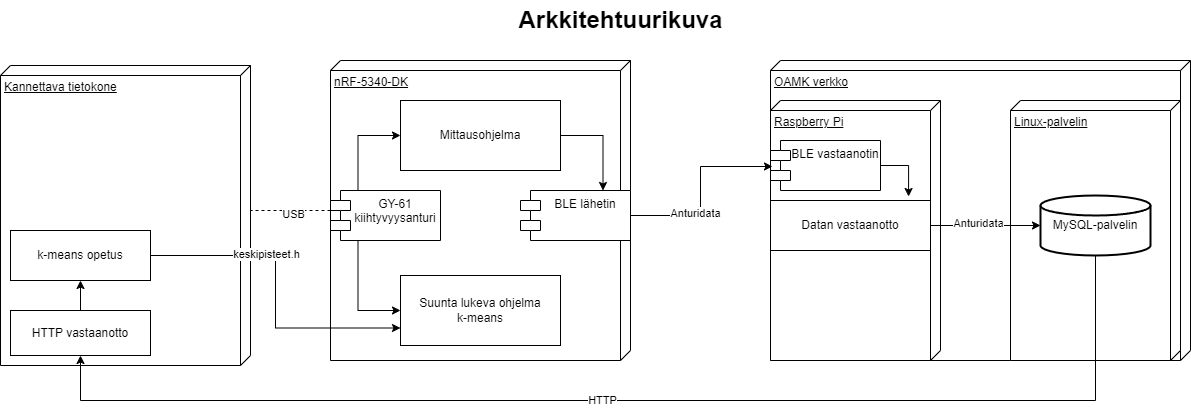 Arkkitehtuurikuva
Kannettava tietokone
k-means opetus
HTTP vastaanotto
USB
keskipisteet.h
nRF-5340-DK
Mittausohjelma
GY-61
kiihtyvyysanturi
BLE lähetin
Suunta lukeva ohjelma
k-means
Anturidata
OAMK verkko
Raspberry Pi
BLE vastaanotin
Datan vastaanotto
Anturidata
Linux-palvelin
MySQL-palvelin
HTTP